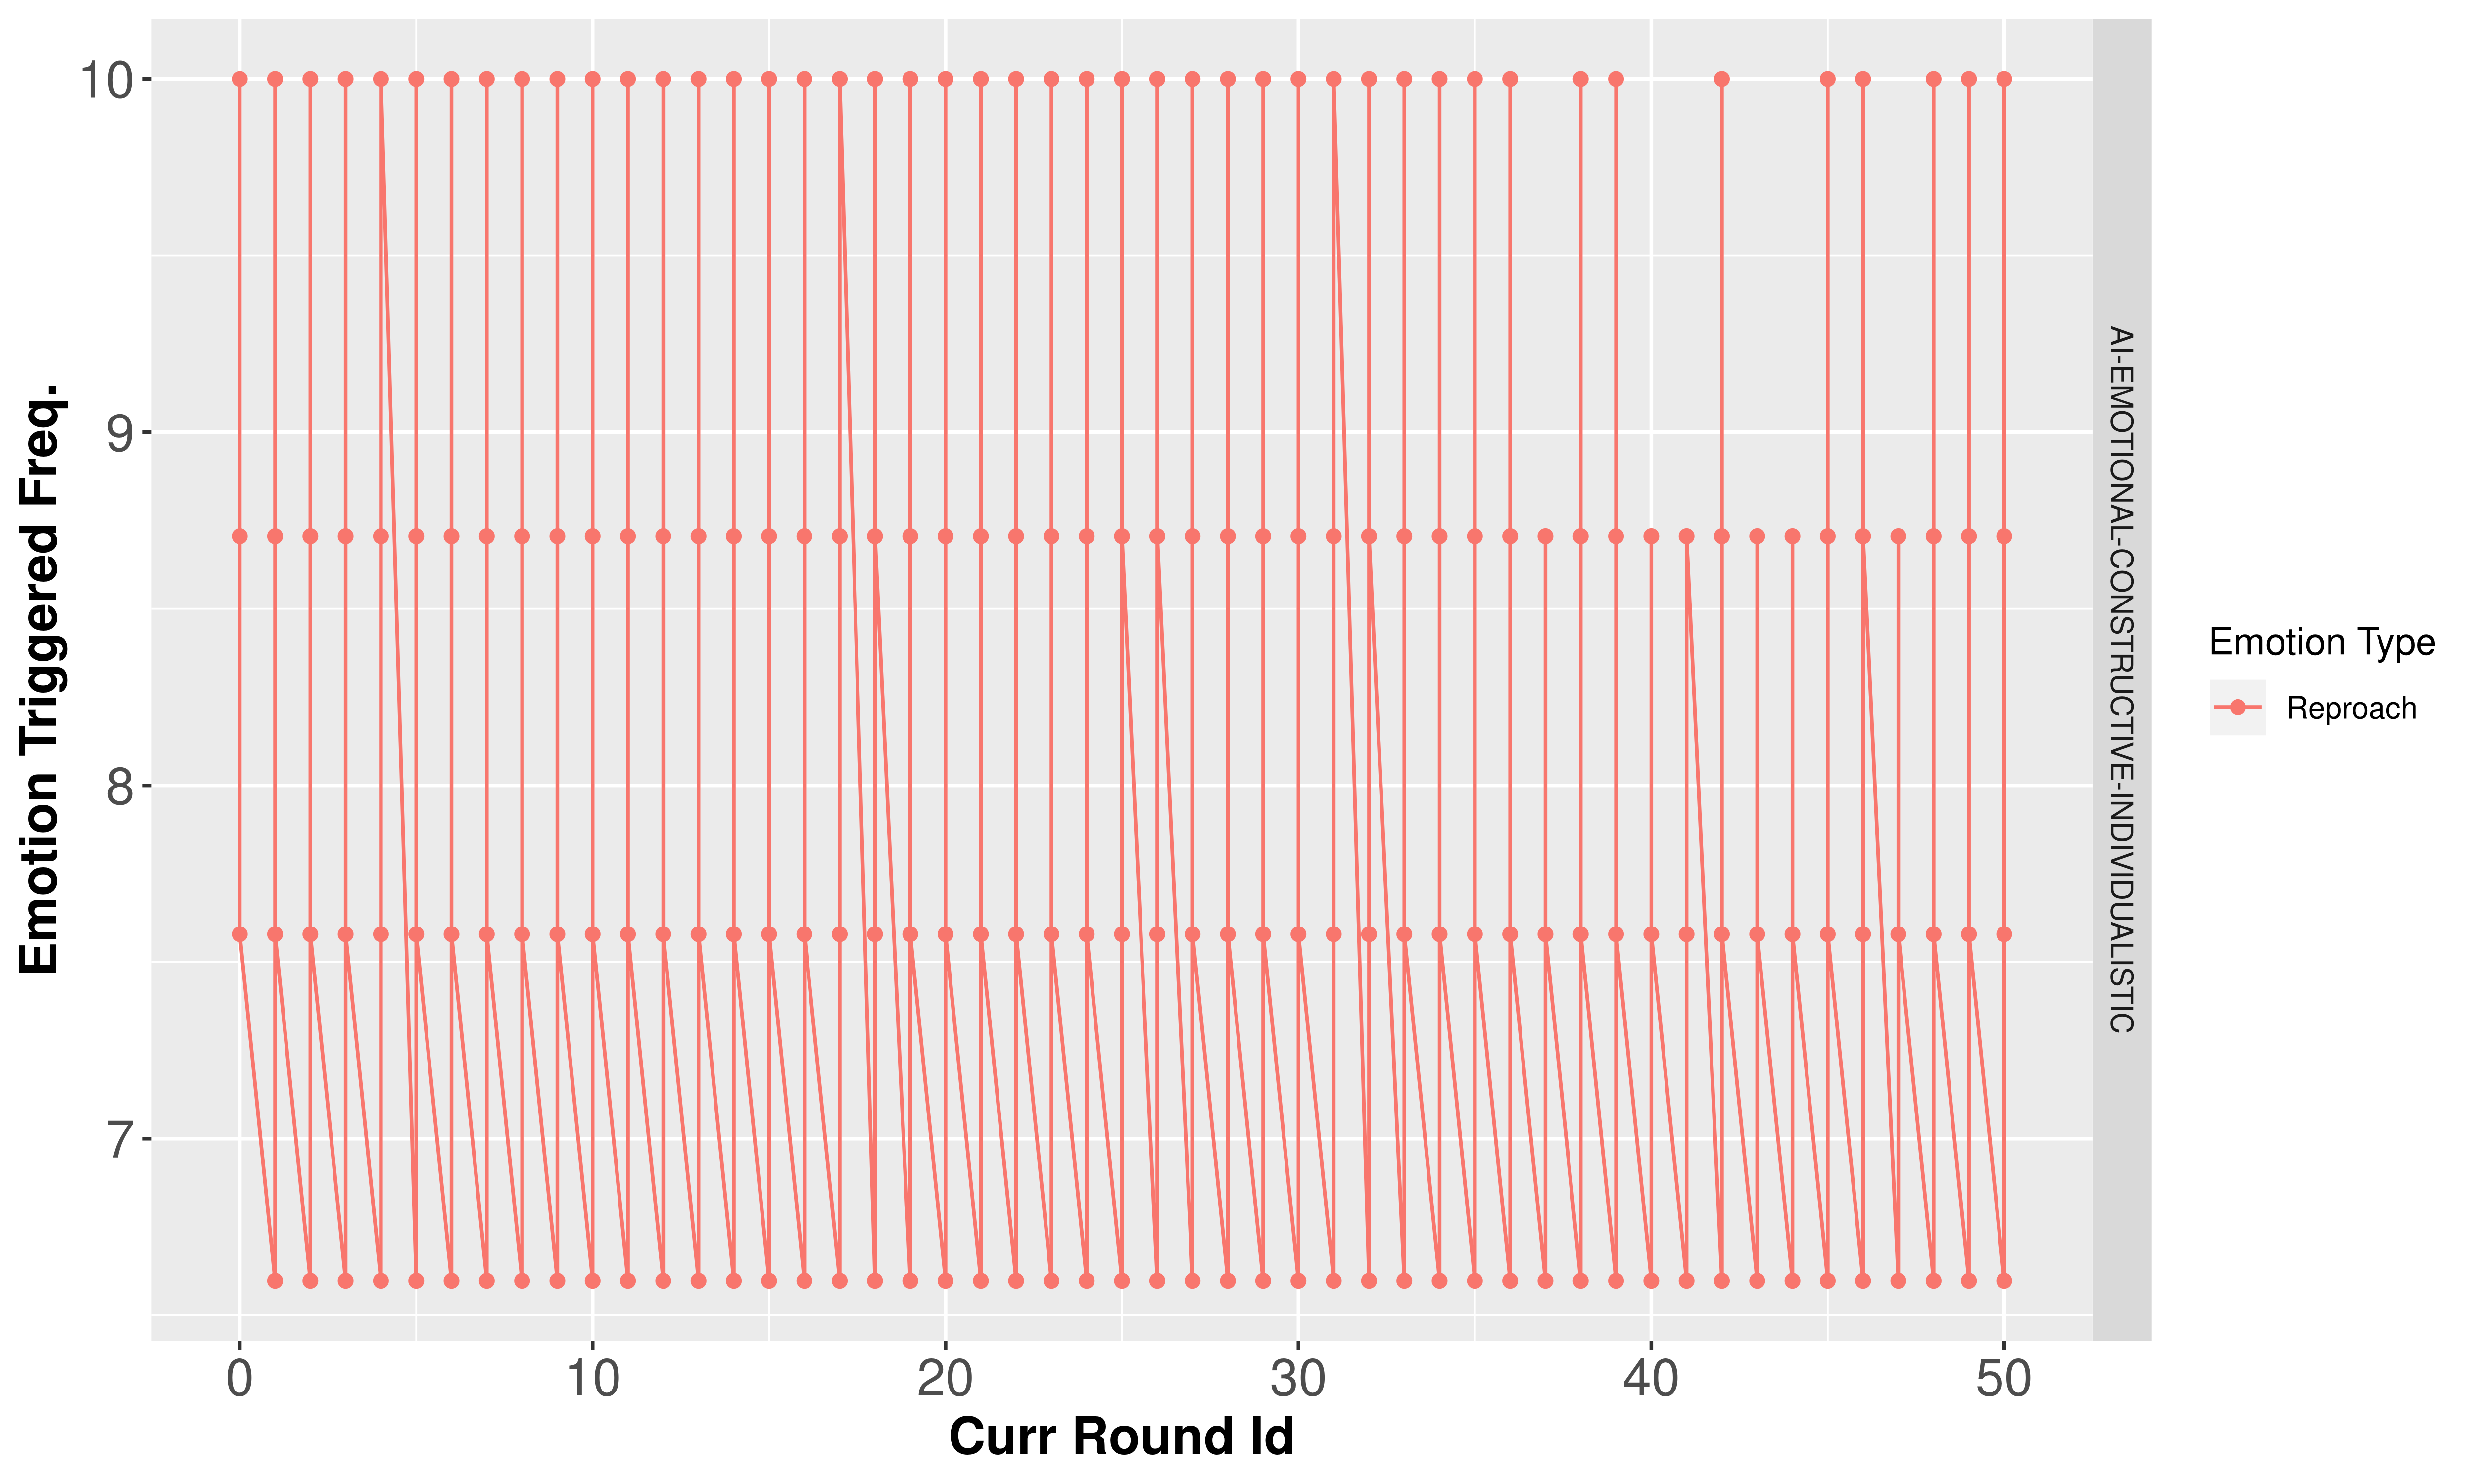 Emotion Triggered Freq.
10
9
8
7
0 10 20 30 40 50
Curr Round Id
AI-EMOTIONAL-CONSTRUCTIVE-INDIVIDUALISTIC
Emotion Type
Reproach